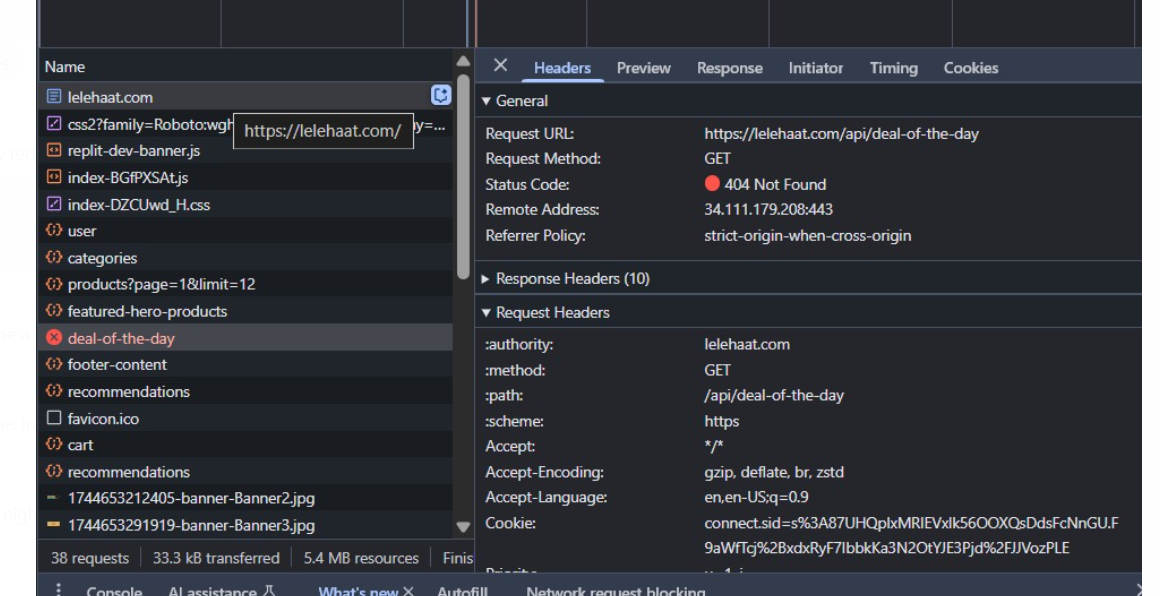 Name
lelehaat.com
css2?family=Roboto:wgh y=...
https://lelehaat.com/
replit-dev-banner.js
index-BGfPXSAt.js
index-DZCUwd_H.css
user
categories
products?page=1&limit=12
featured-hero-products
deal-of-the-day
footer-content
recommendations
favicon.ico
cart
recommendations
1744653212405-banner-Banner2.jpg
1744653291919-banner-Banner3.jpg
38 requests 33.3 kB transferred 5.4 MB resources Finis
Headers Preview Response Initiator Timing Cookies
General
Request URL: https://lelehaat.com/api/deal-of-the-day
Request Method: GET
Status Code: 404 Not Found
Remote Address: 34.111.179.208:443
Referrer Policy: strict-origin-when-cross-origin
Response Headers (10)
Request Headers
:authority: lelehaat.com
:method: GET
:path: /api/deal-of-the-day
:scheme: https
Accept: */*
Accept-Encoding: gzip, deflate, br, zstd
Accept-Language: en,en-US;q=0.9
Cookie: connect.sid=s%3A87UHQplxMRIEVxlk56OOXQsDdsFcNnGU.F
9aWfTcj%2BxdxRyF7IbbkKa3N2OtYJE3Pjd%2FJJVozPLE
Console AI assistance What's new Autofill Network request blocking